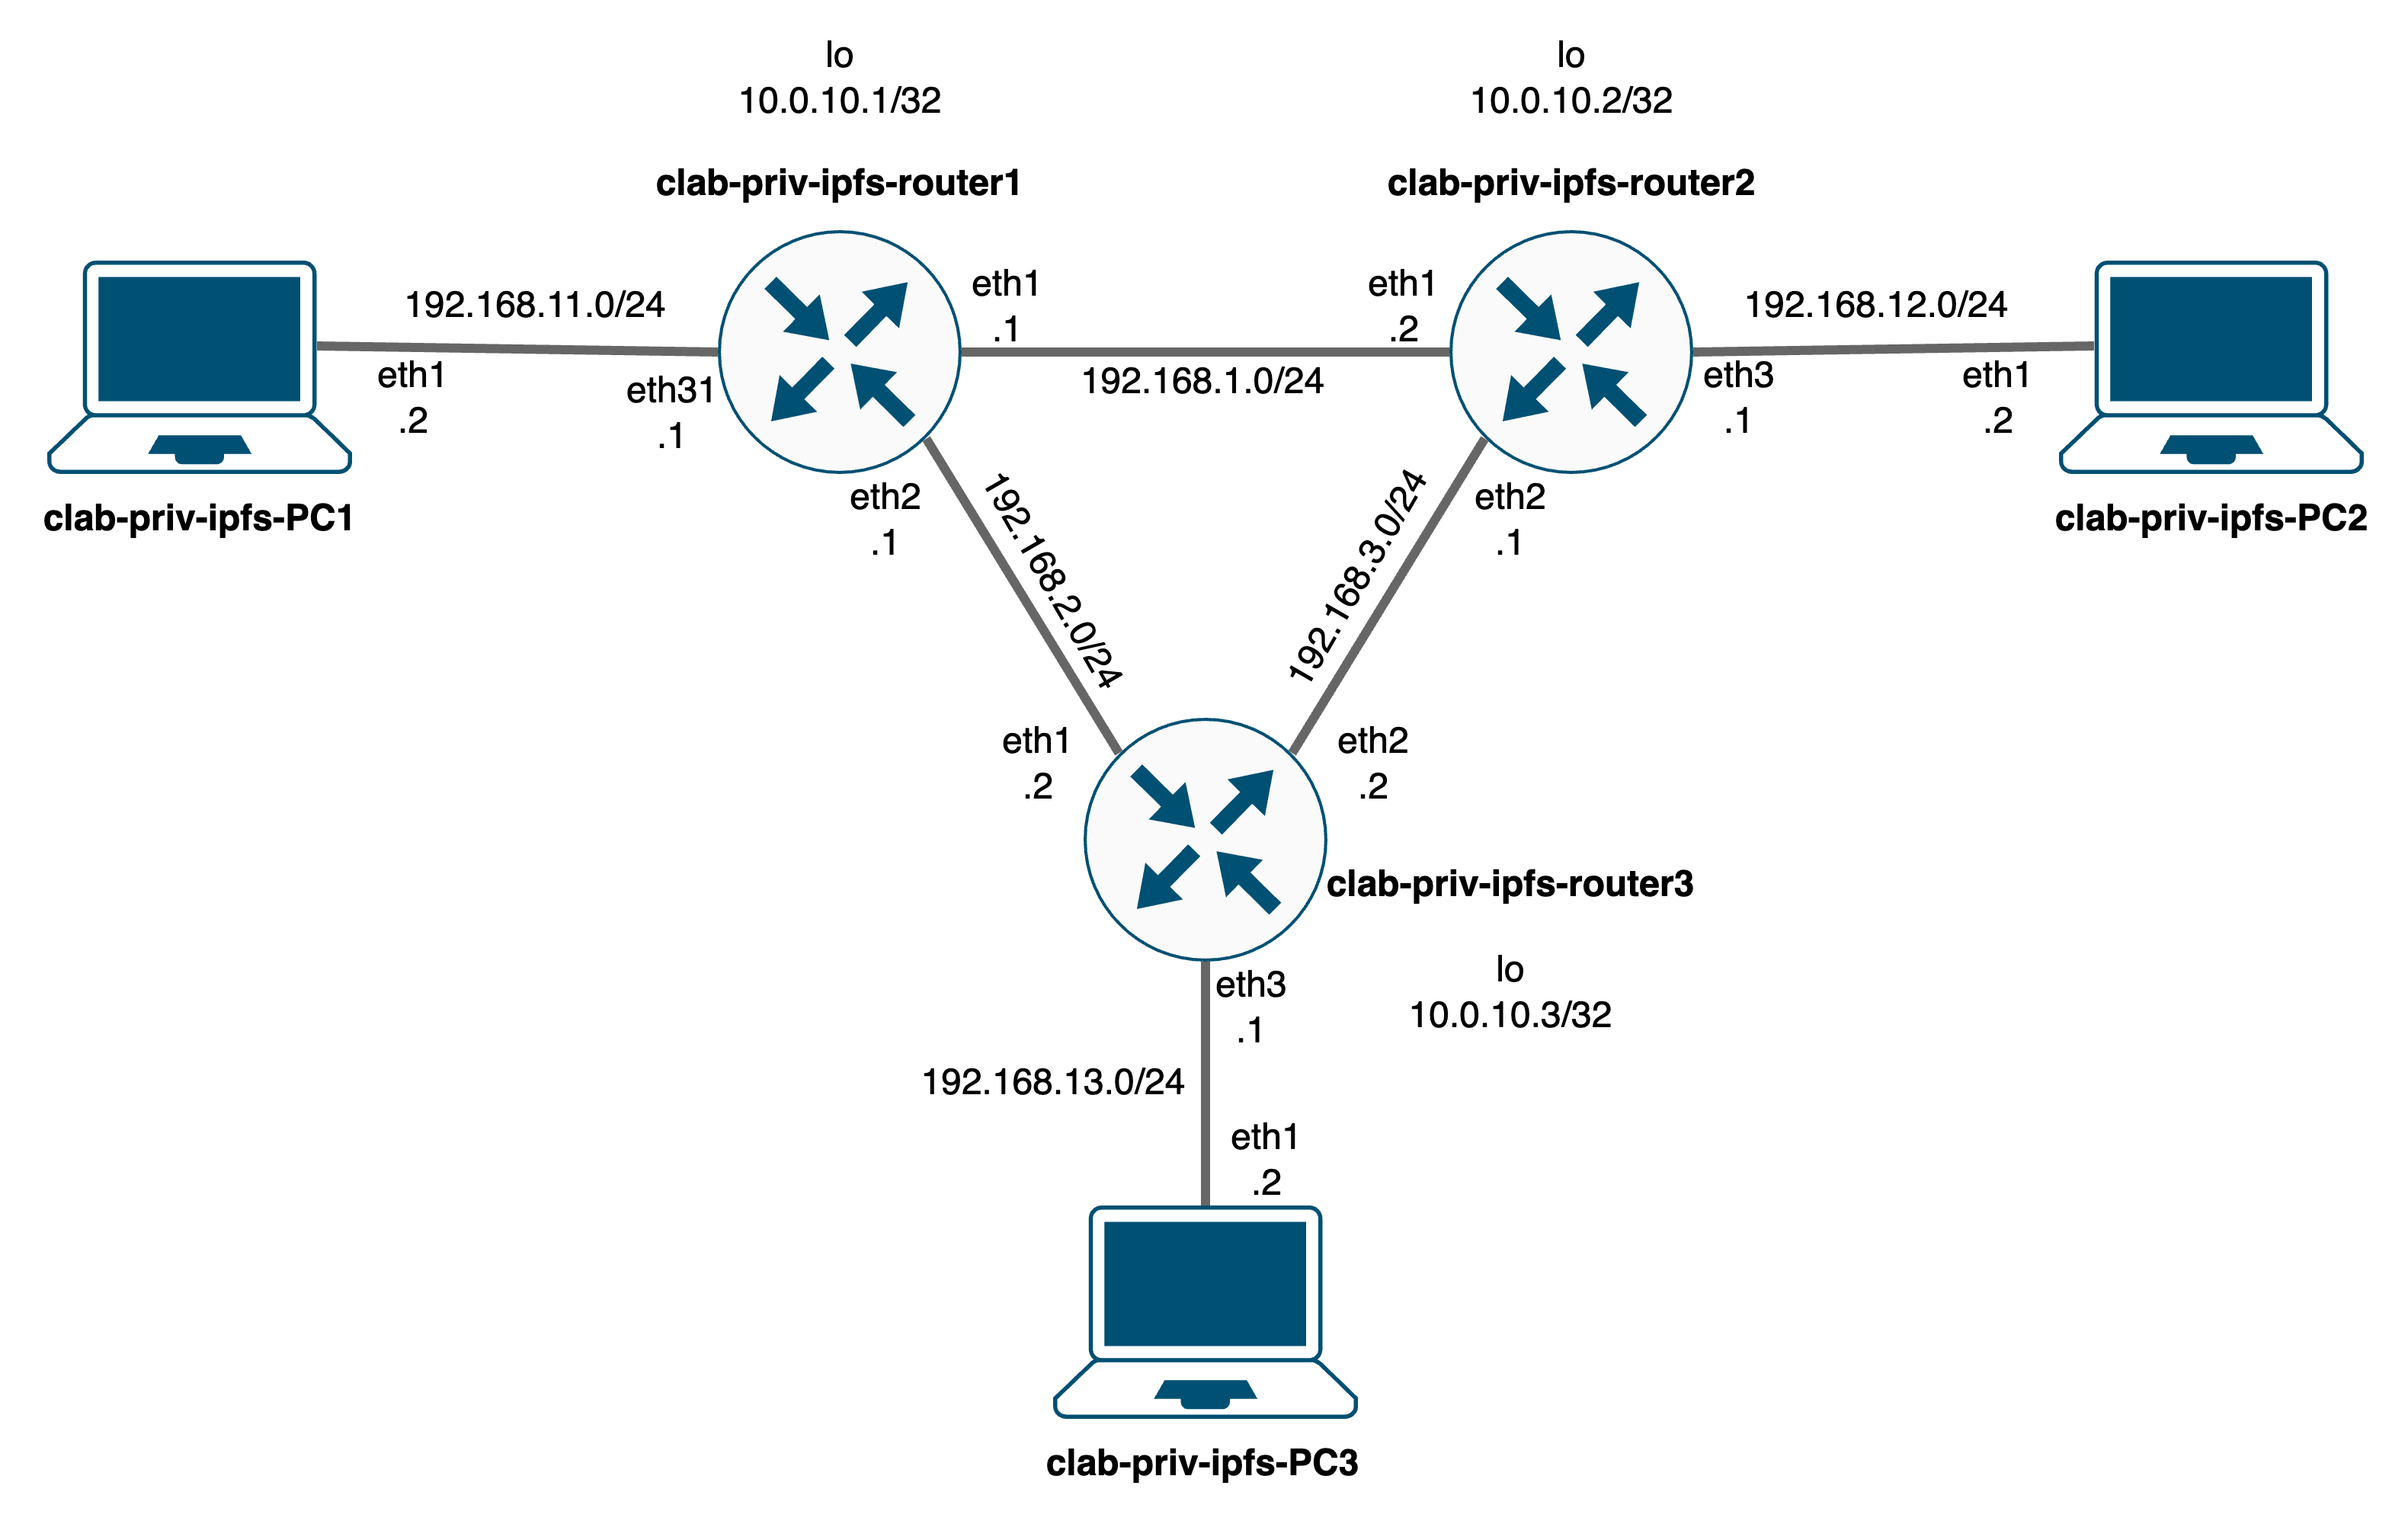 lo
10.0.10.1/32
clab-priv-ipfs-router1
lo
10.0.10.2/32
clab-priv-ipfs-router2
192.168.11.0/24
eth1
.2
eth31
.1
clab-priv-ipfs-PC1
eth1
.1
eth1
.2
192.168.1.0/24
192.168.12.0/24
eth3
.1
eth1
.2
clab-priv-ipfs-PC2
eth2
.1
192.168.2.0/24
192.168.3.0/24
eth2
.1
eth1
.2
eth2
.2
clab-priv-ipfs-router3
lo
10.0.10.3/32
eth3
.1
192.168.13.0/24
eth1
.2
clab-priv-ipfs-PC3